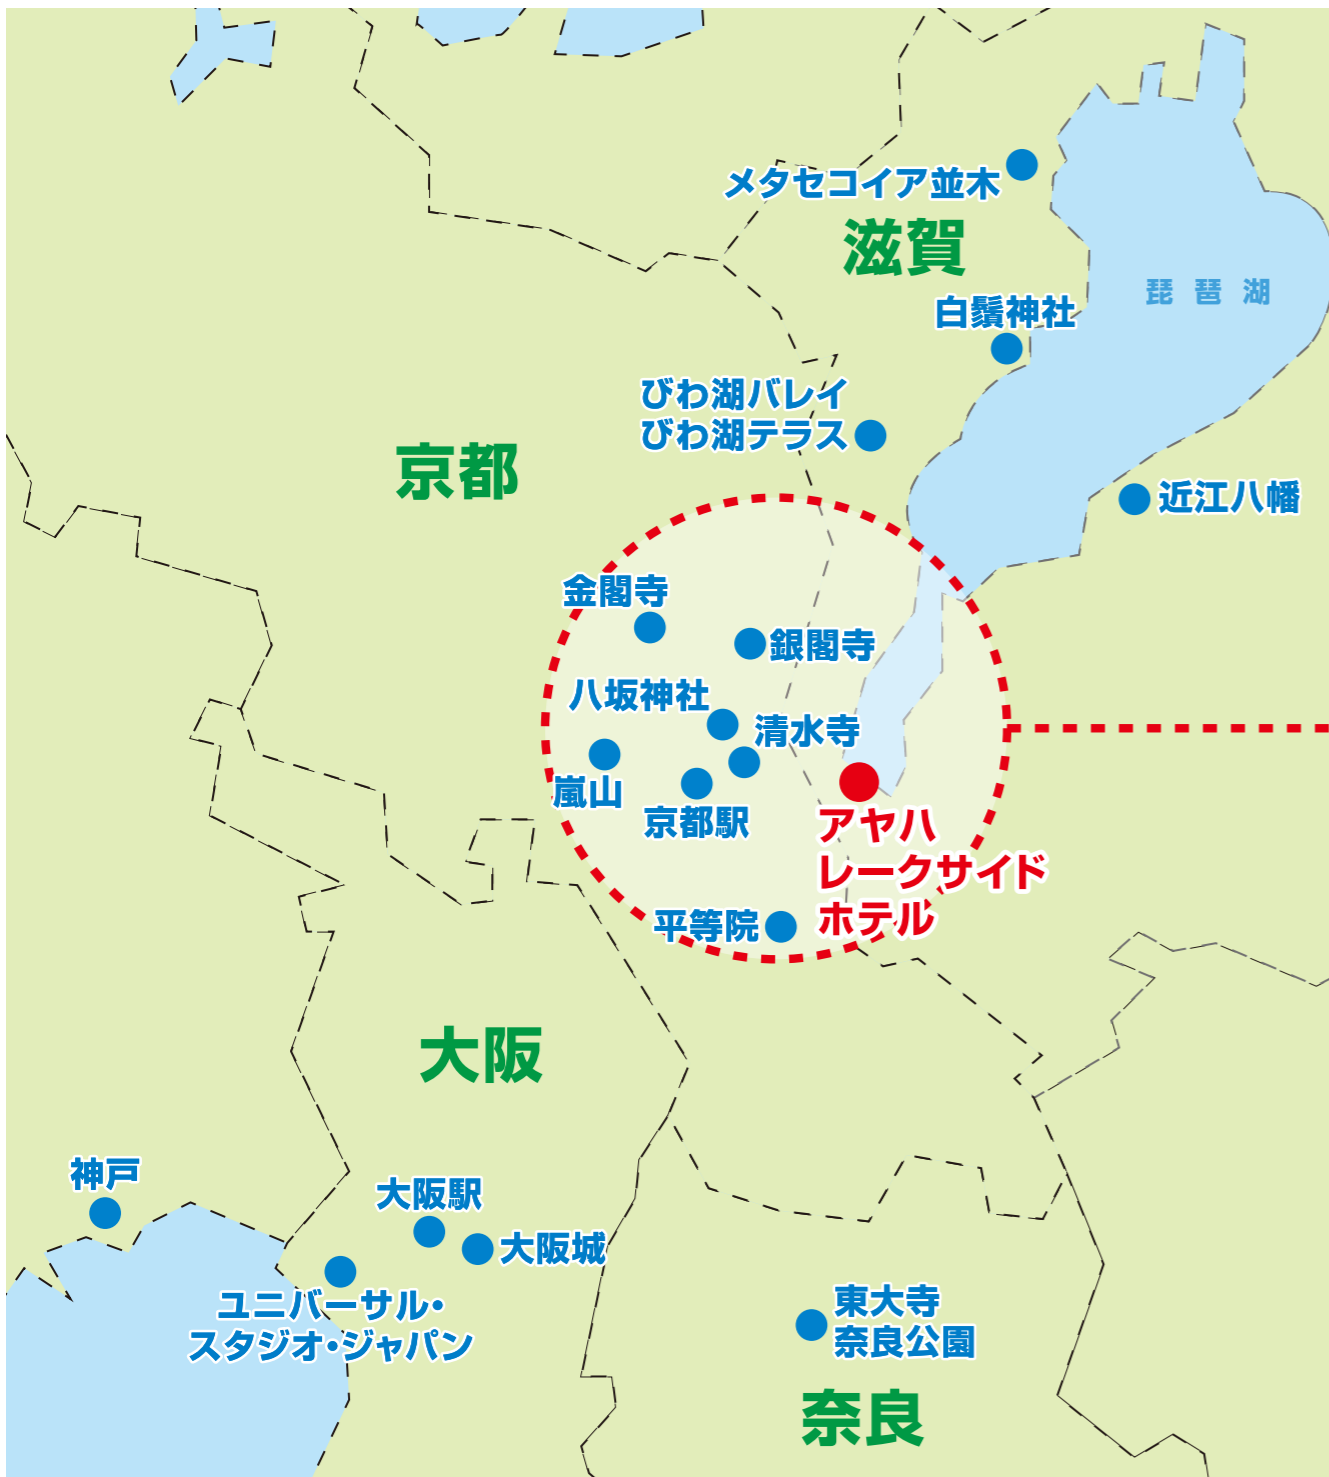 メタセコイア並木
滋賀
琵琶湖
白鬚神社
びわ湖バレイ
びわ湖テラス
京都
近江八幡
金閣寺
銀閣寺
八坂神社
清水寺
嵐山
京都駅
アヤハ
レークサイド
ホテル
平等院
大阪
神戸
大阪駅
大阪城
ユニバーサル・
スタジオ・ジャパン
東大寺
奈良公園
奈良